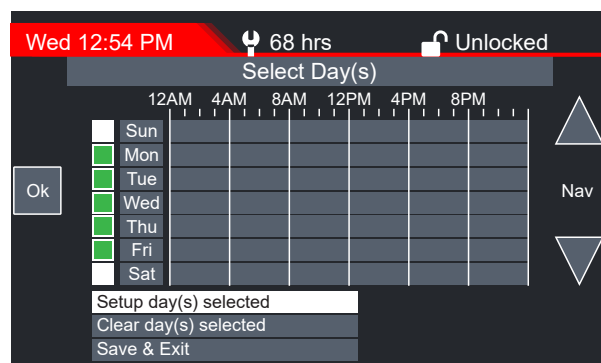 Wed 12:54 PM 68 hrs Unlocked
Select Day(s)
12AM 4AM 8AM 12PM 4PM 8PM
Sun
Mon
Tue
Ok Wed Nav
Thu
Fri
Sat
Setup day(s) selected
Clear day(s) selected
Save & Exit